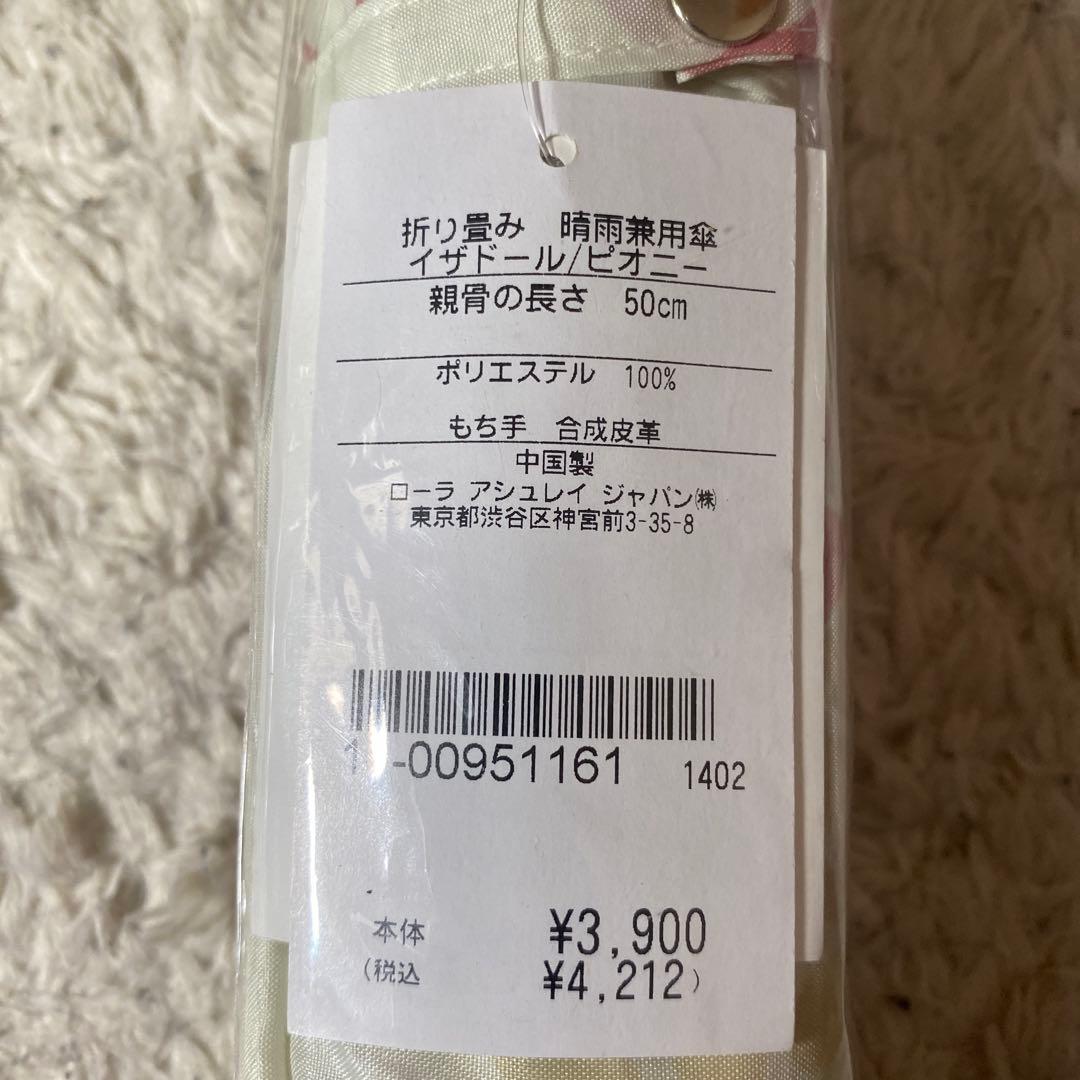 折り畳み 晴雨兼用傘
イザドール/ピオニー
親骨の長さ 50cm
ポリエステル 100%
もち手 合成皮革
中国製
ローラ アシュレイ ジャパン㈱
東京都渋谷区神宮前3-35-8
-00951161 1402
本体 ¥3,900
(税込 ¥4,212)